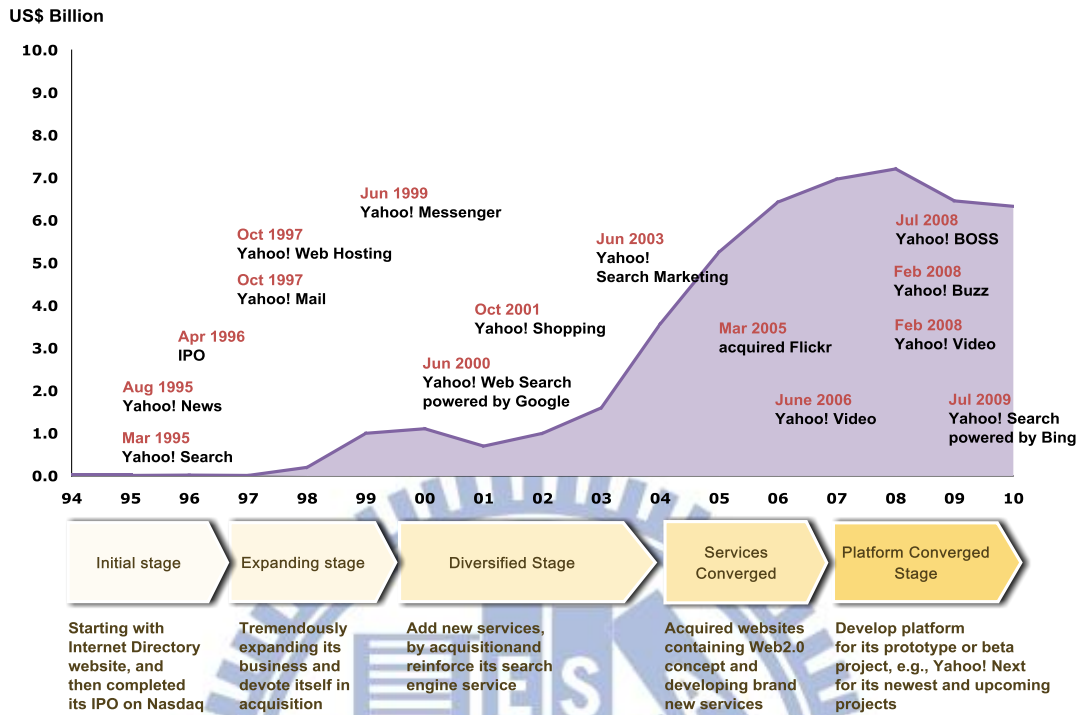 US$ Billion
10.0
9.0
8.0
7.0
6.0
5.0
4.0
3.0
2.0
1.0
0.0
94 95 96 97 98 99 00 01 02 03 04 05 06 07 08 09 10
Mar 1995
Yahoo! Search
Aug 1995
Yahoo! News
Apr 1996
IPO
Oct 1997
Yahoo! Web Hosting
Oct 1997
Yahoo! Mail
Jun 1999
Yahoo! Messenger
Jun 2000
Yahoo! Web Search
powered by Google
Oct 2001
Yahoo! Shopping
Jun 2003
Yahoo!
Search Marketing
Mar 2005
acquired Flickr
June 2006
Yahoo! Video
Jul 2008
Yahoo! BOSS
Feb 2008
Yahoo! Buzz
Feb 2008
Yahoo! Video
Jul 2009
Yahoo! Search
powered by Bing
Initial stage
Expanding stage
Diversified Stage
Services
Converged
Platform Converged
Stage
Starting with
Internet Directory
website, and
then completed
its IPO on Nasdaq
Tremendously
expanding its
business and
devote itself in
acquisition
Add new services,
by acquisitionand
reinforce its search
engine service
Acquired websites
containing Web2.0
concept and
developing brand
new services
Develop platform
for its prototype or beta
project, e.g., Yahoo! Next
for its newest and upcoming
projects
E S